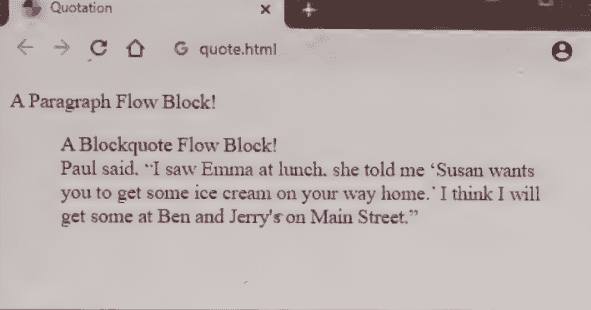 Quotation
quote.html
A Paragraph Flow Block!
A Blockquote Flow Block!
Paul said, “I saw Emma at lunch, she told me ‘Susan wants
you to get some ice cream on your way home.’ I think I will
get some at Ben and Jerry's on Main Street.”